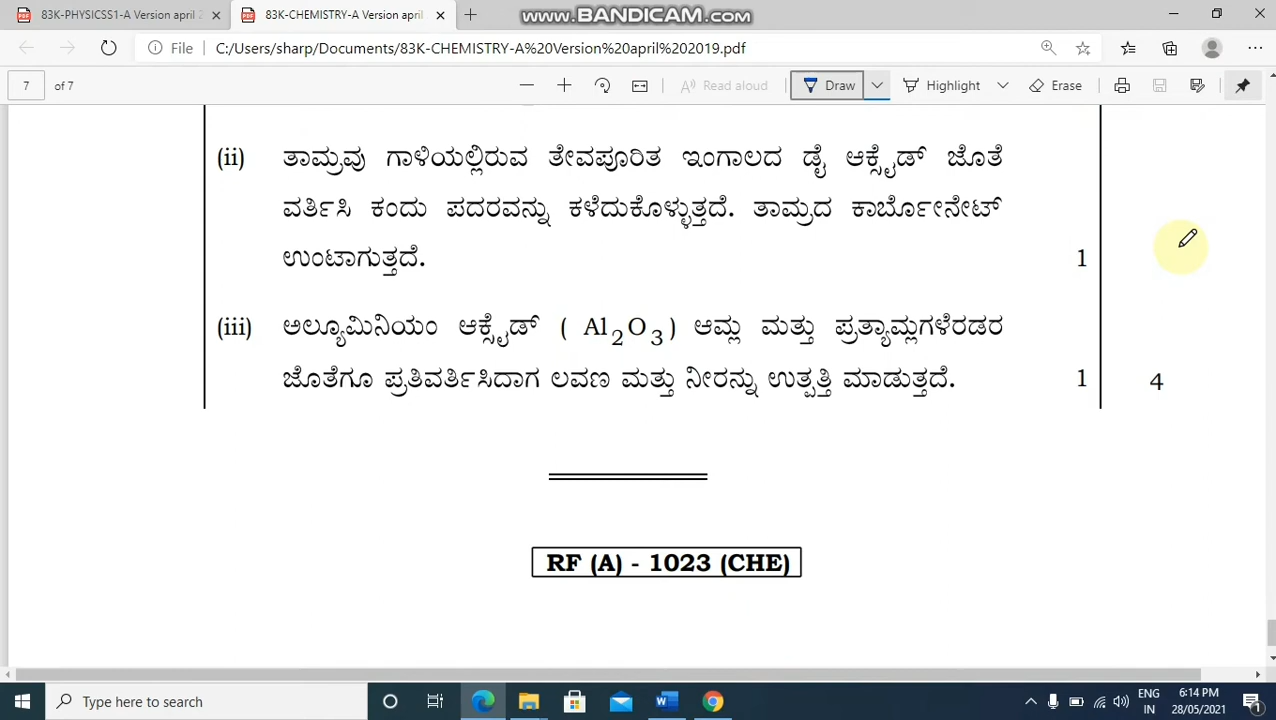 www.BANDICAM.com
83K-PHYSICSS1-A Version april 2
83K-CHEMISTRY-A Version april
File C:/Users/sharp/Documents/83K-CHEMISTRY-A%20Version%20april%202019.pdf
7 of 7 Read aloud Draw Highlight Erase
(ii) ತಾಮ್ರವು ಗಾಳಿಯಲ್ಲಿರುವ ತೇವಪೂರಿತ ಇಂಗಾಲದ ಡೈ ಆಕ್ಸೈಡ್ ಜೊತೆ
ವರ್ತಿಸಿ ಕಂದು ಪದರವನ್ನು ಕಳೆದುಕೊಳ್ಳುತ್ತದೆ. ತಾಮ್ರದ ಕಾರ್ಬೋನೇಟ್
ಉಂಟಾಗುತ್ತದೆ. 1
(iii) ಅಲ್ಯೂಮಿನಿಯಂ ಆಕ್ಸೈಡ್ ( Al2O3 ) ಆಮ್ಲ ಮತ್ತು ಪ್ರತ್ಯಾಮ್ಲಗಳೆರಡರ
ಜೊತೆಗೂ ಪ್ರತಿವರ್ತಿಸಿದಾಗ ಲವಣ ಮತ್ತು ನೀರನ್ನು ಉತ್ಪತ್ತಿ ಮಾಡುತ್ತದೆ. 1 4
RF (A) - 1023 (CHE)
Type here to search
ENG 6:14 PM
IN 28/05/2021